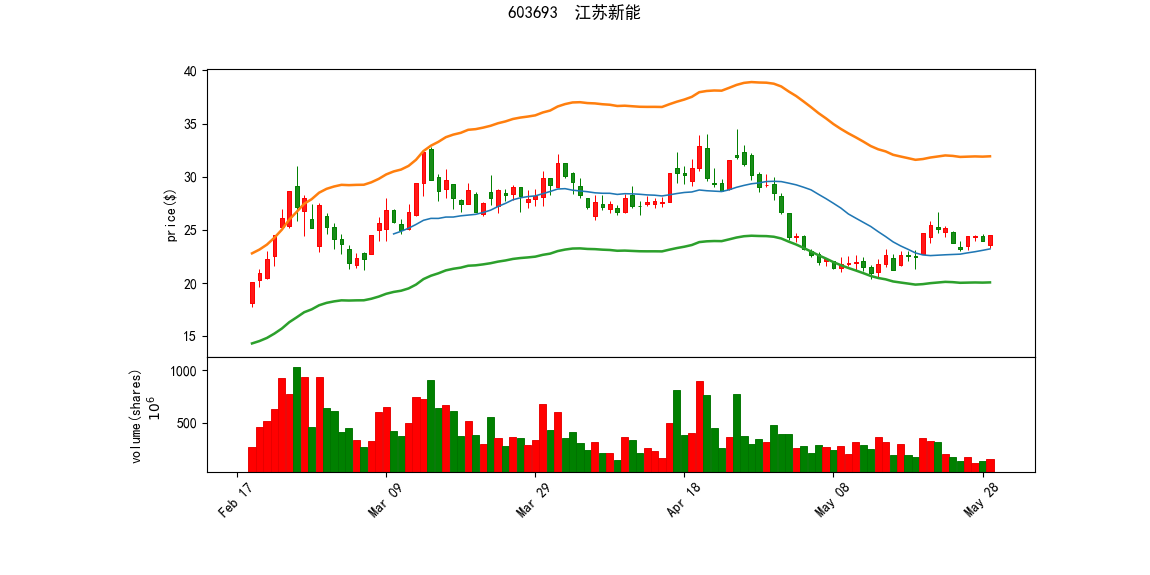 603693 江苏新能
40
35
30
25
20
15
price($)
1000
500
volume(shares)
10^6
Feb 17
Mar 09
Mar 29
Apr 18
May 08
May 28